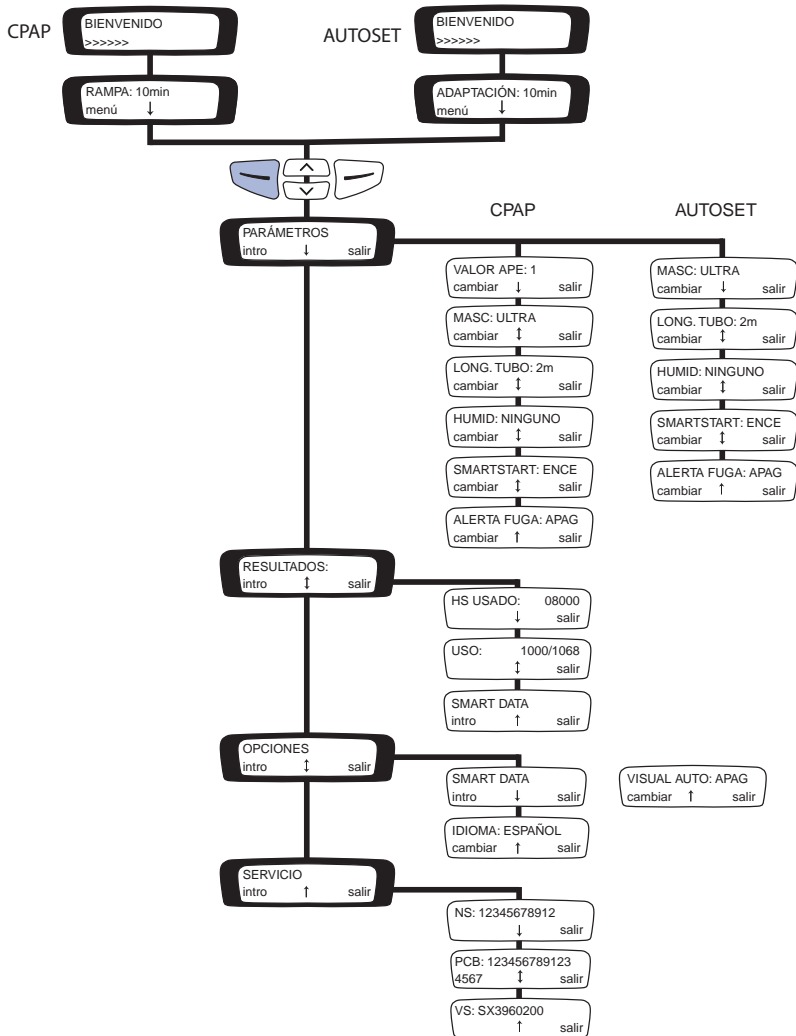 CPAP
BIENVENIDO
>>>>>>
AUTOSET
BIENVENIDO
>>>>>>
RAMPA: 10min
menú ↓
ADAPTACIÓN: 10min
menú ↓
PARÁMETROS
intro ↓ salir
CPAP
VALOR APE: 1
cambiar ↓ salir
MASC: ULTRA
cambiar ↕ salir
LONG. TUBO: 2m
cambiar ↕ salir
HUMID: NINGUNO
cambiar ↕ salir
SMARTSTART: ENCE
cambiar ↕ salir
ALERTA FUGA: APAG
cambiar ↑ salir
AUTOSET
MASC: ULTRA
cambiar ↓ salir
LONG. TUBO: 2m
cambiar ↕ salir
HUMID: NINGUNO
cambiar ↕ salir
SMARTSTART: ENCE
cambiar ↕ salir
ALERTA FUGA: APAG
cambiar ↑ salir
RESULTADOS:
intro ↕ salir
HS USADO: 08000
↓ salir
USO: 1000/1068
↕ salir
SMART DATA
intro ↑ salir
OPCIONES
intro ↕ salir
SMART DATA
intro ↓ salir
IDIOMA: ESPAÑOL
cambiar ↑ salir
VISUAL AUTO: APAG
cambiar ↑ salir
SERVICIO
intro ↑ salir
NS: 12345678912
↓ salir
PCB: 123456789123
4567 ↕ salir
VS: SX3960200
↑ salir